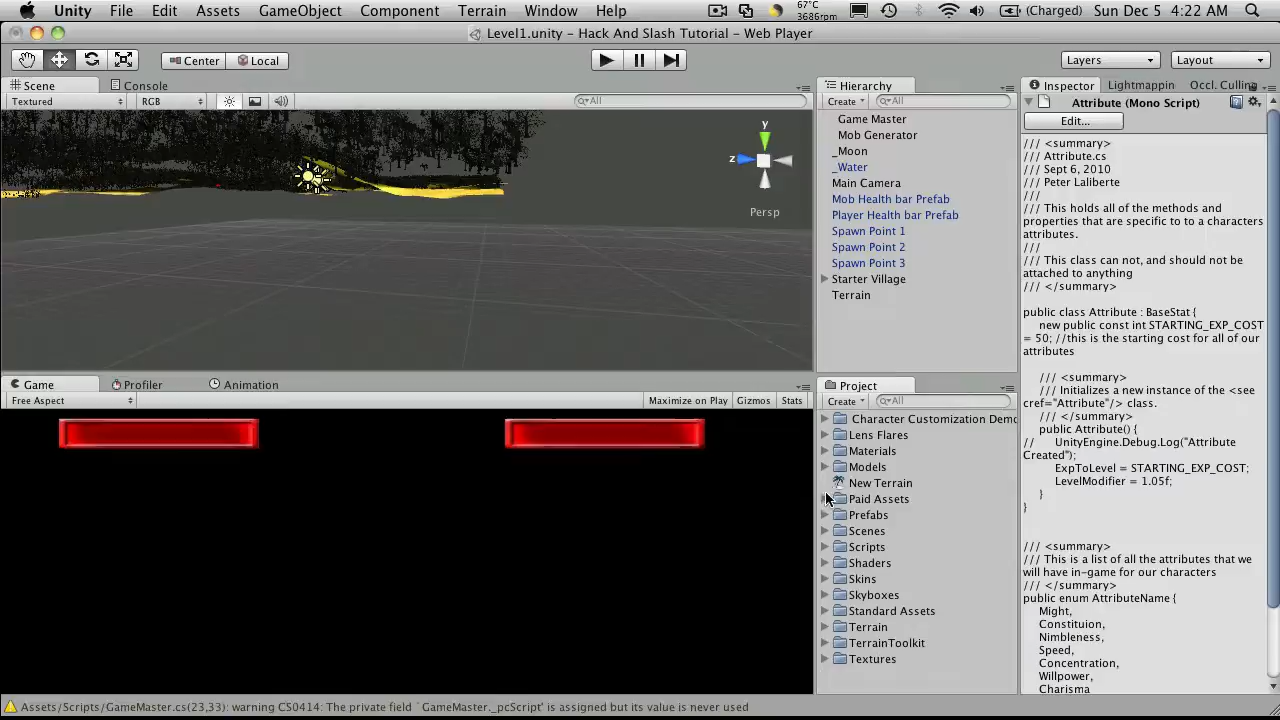 Unity File Edit Assets GameObject Component Terrain Window Help 67°C 3686rpm (Charged) Sun Dec 5 4:22 AM
Level1.unity - Hack And Slash Tutorial - Web Player
Center Local Layers Layout
Scene Console
Textured RGB All
y
z
Persp
Game Profiler Animation
Free Aspect Maximize on Play Gizmos Stats
Hierarchy
Create All
Game Master
Mob Generator
_Moon
_Water
Main Camera
Mob Health bar Prefab
Player Health bar Prefab
Spawn Point 1
Spawn Point 2
Spawn Point 3
Starter Village
Terrain
Project
Create All
Character Customization Demo
Lens Flares
Materials
Models
New Terrain
Paid Assets
Prefabs
Scenes
Scripts
Shaders
Skins
Skyboxes
Standard Assets
Terrain
TerrainToolkit
Textures
Inspector Lightmappin Occl. Cullin
Attribute (Mono Script)
Edit...
/// <summary>
/// Attribute.cs
/// Sept 6, 2010
/// Peter Laliberte
///
/// This holds all of the methods and
properties that are specific to to a characters
attributes.
///
/// This class can not, and should not be
attached to anything
/// </summary>
public class Attribute : BaseStat {
new public const int STARTING_EXP_COST
= 50; //this is the starting cost for all of our
attributes
/// <summary>
/// Initializes a new instance of the <see
cref="Attribute"/> class.
/// </summary>
public Attribute() {
// UnityEngine.Debug.Log("Attribute
Created");
ExpToLevel = STARTING_EXP_COST;
LevelModifier = 1.05f;
}
}
/// <summary>
/// This is a list of all the attributes that we
will have in-game for our characters
/// </summary>
public enum AttributeName {
Might,
Constituion,
Nimbleness,
Speed,
Concentration,
Willpower,
Charisma
Assets/Scripts/GameMaster.cs(23,33): warning CS0414: The private field `GameMaster._pcScript' is assigned but its value is never used